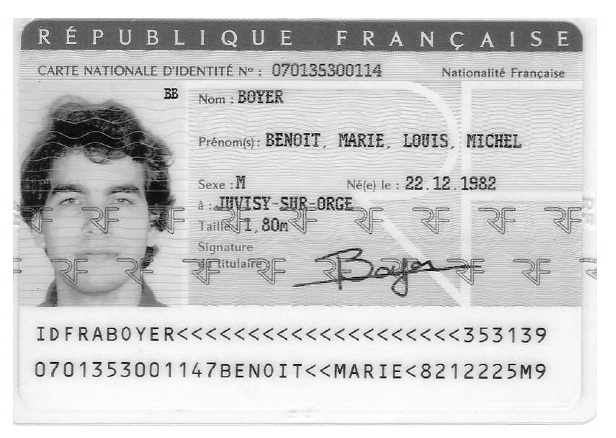 RÉPUBLIQUE FRANÇAISE
CARTE NATIONALE D'IDENTITÉ Nº : 070135300114 Nationalité Française
BB
Nom : BOYER
Prénom(s) : BENOIT, MARIE, LOUIS, MICHEL
Sexe : M Né(e) le : 22.12.1982
à : JUVISY-SUR-ORGE
Taille : 1,80m
Signature
du titulaire
Boyer
RF RF RF RF RF RF RF RF
RF RF RF RF RF RF RF
IDFRABOYER<<<<<<<<<<<<<<<<<<<<353139
0701353001147BENOIT<<MARIE<8212225M9